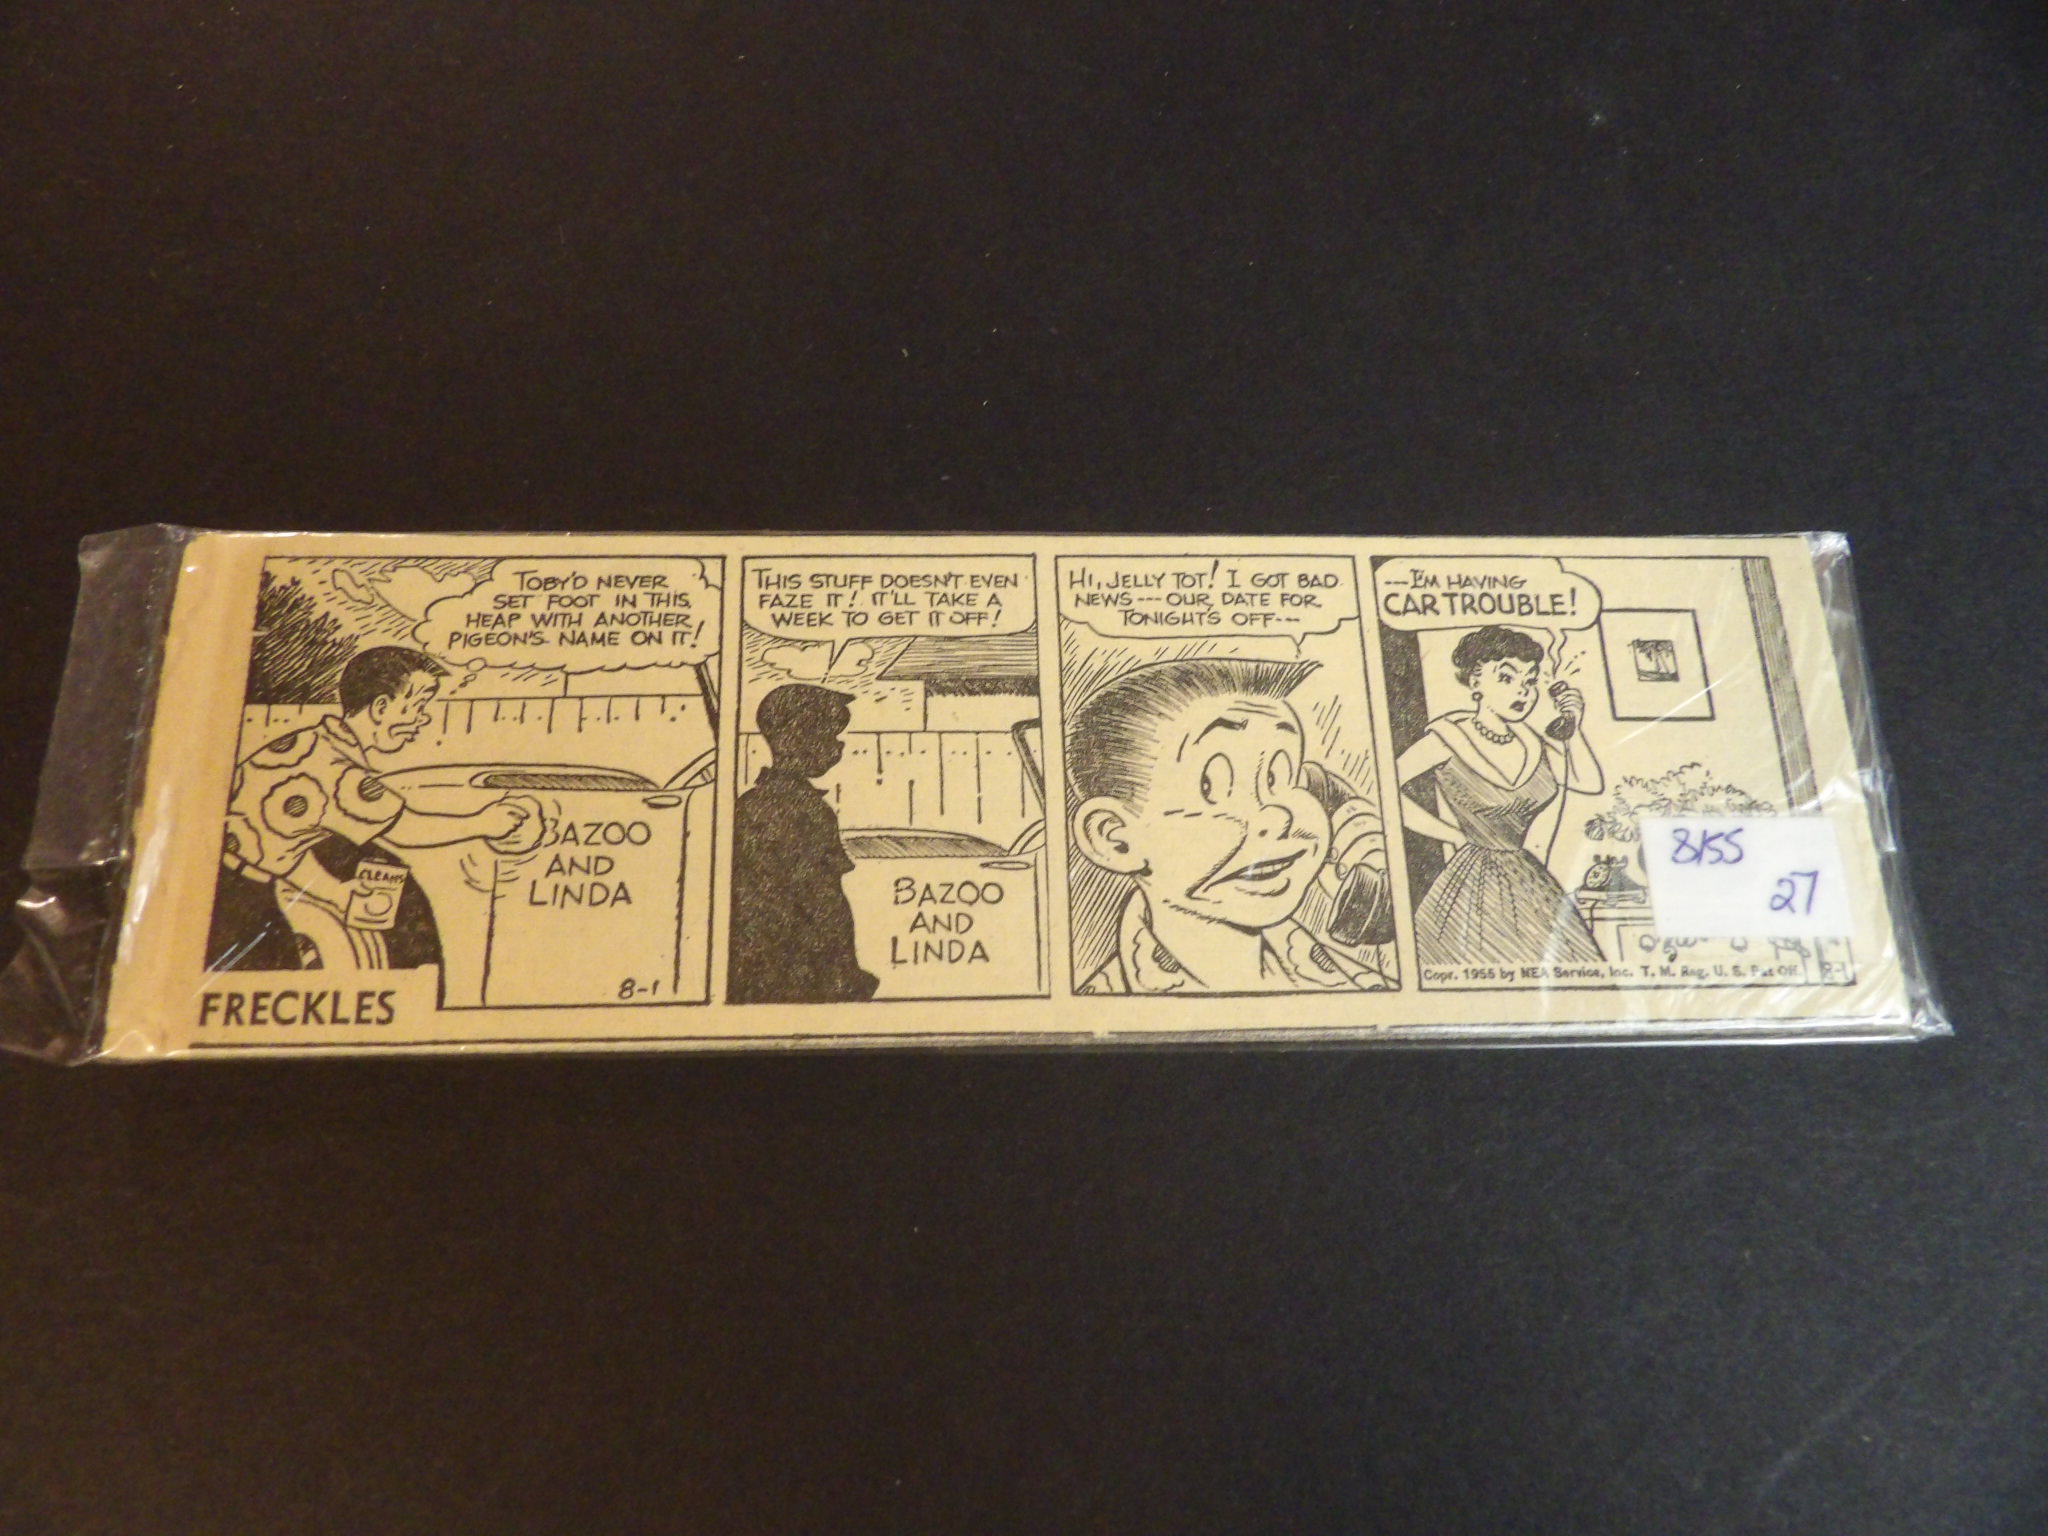 TOBY'D NEVER
SET FOOT IN THIS
HEAP WITH ANOTHER
PIGEON'S NAME ON IT!
BAZOO
AND
LINDA
CLEANS
8-1
FRECKLES
THIS STUFF DOESN'T EVEN
FAZE IT! IT'LL TAKE A
WEEK TO GET IT OFF!
BAZOO
AND
LINDA
HI, JELLY TOT! I GOT BAD
NEWS --- OUR DATE FOR
TONIGHT'S OFF---
---I'M HAVING
CAR TROUBLE!
8/55
27
Copr. 1955 by NEA Service, Inc. T. M. Reg. U. S. Pat Off.
8-1